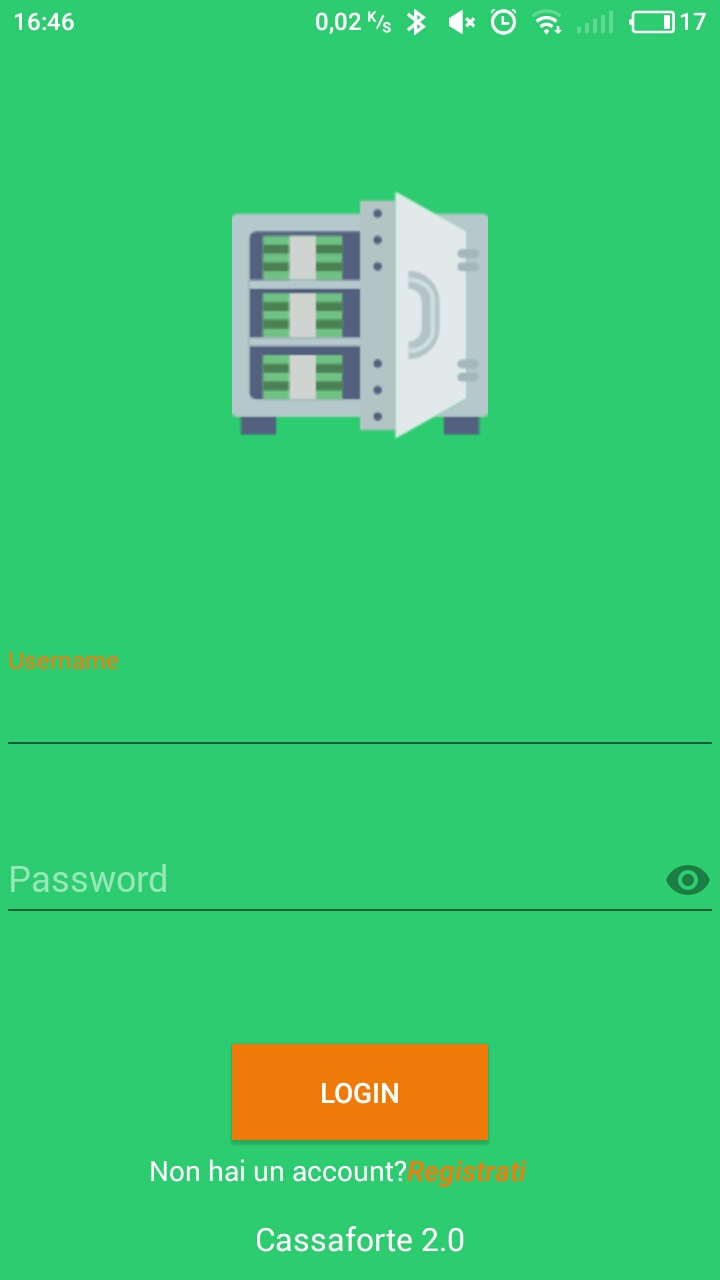 16:46 0,02 K/s 17
Username
Password
LOGIN
Non hai un account?Registrati
Cassaforte 2.0